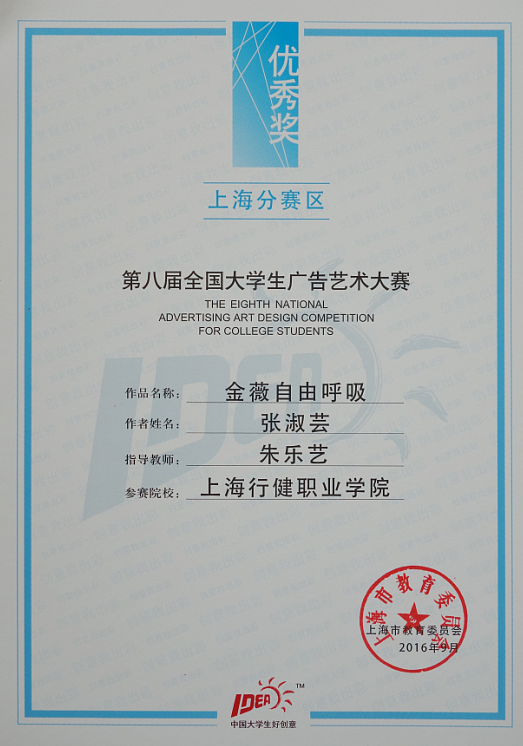 优秀奖
上海分赛区
第八届全国大学生广告艺术大赛
THE EIGHTH NATIONAL
ADVERTISING ART DESIGN COMPETITION
FOR COLLEGE STUDENTS
作品名称: 金薇自由呼吸
作者姓名: 张淑芸
指导教师: 朱乐艺
参赛院校: 上海行健职业学院
上海市教育委员会
上海市教育委员会
2016年9月
IDEA TM
中国大学生好创意